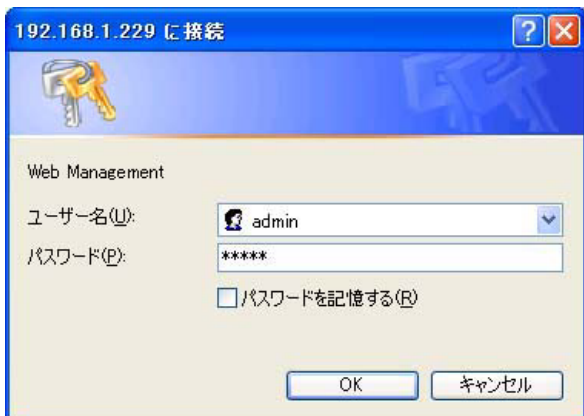 192.168.1.229 に接続
Web Management
ユーザー名(U):
admin
パスワード(P):
*****
パスワードを記憶する(R)
OK
キャンセル